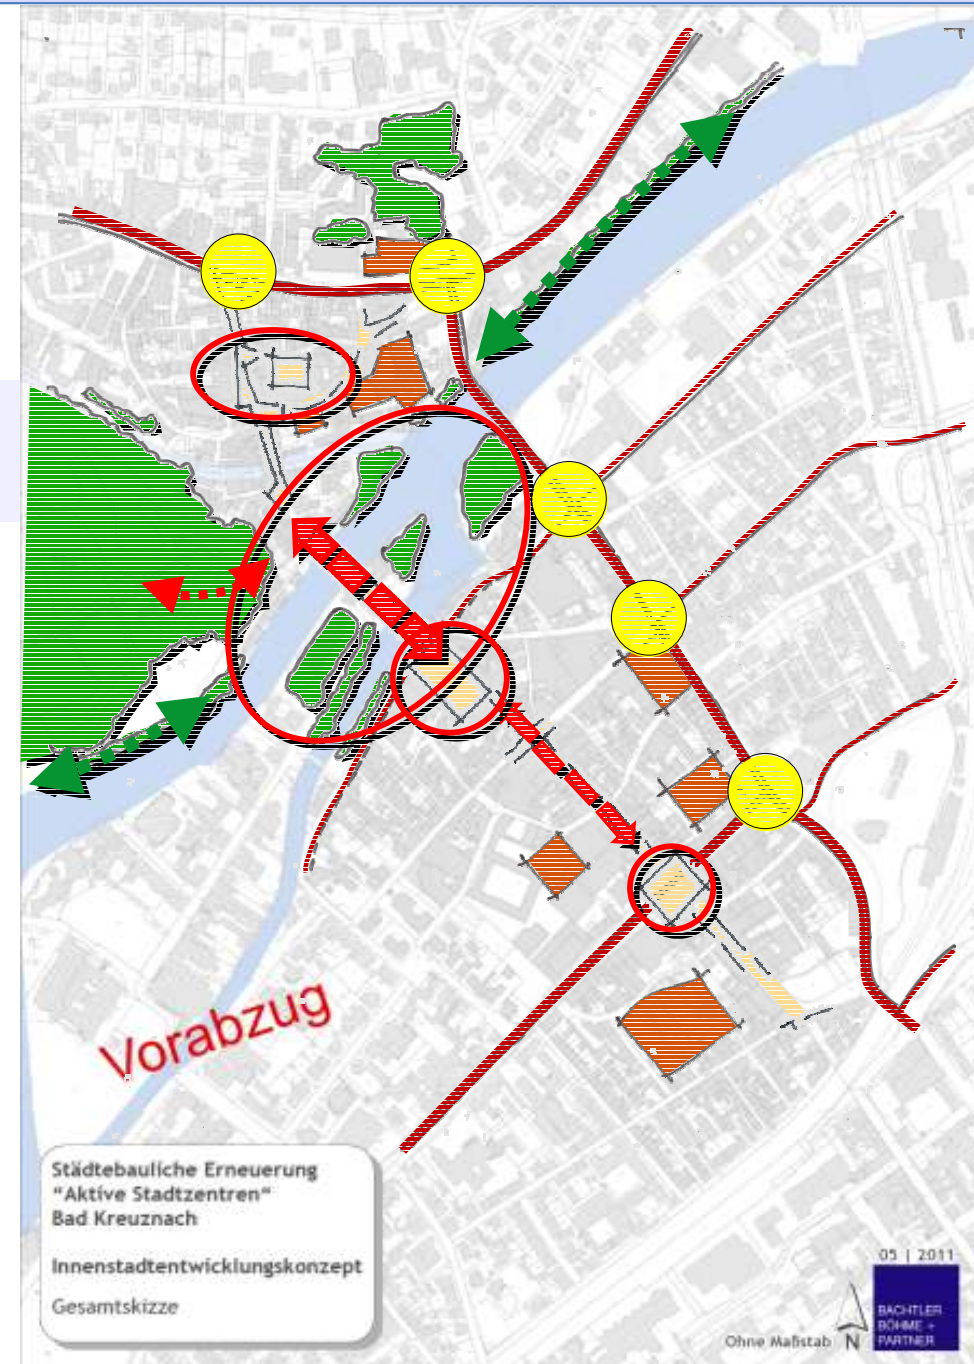 Vorabzug
Städtebauliche Erneuerung
"Aktive Stadtzentren"
Bad Kreuznach
Innenstadtentwicklungskonzept
Gesamtskizze
05 | 2011
BACHTLER
BÖHME +
PARTNER
Ohne Maßstab N